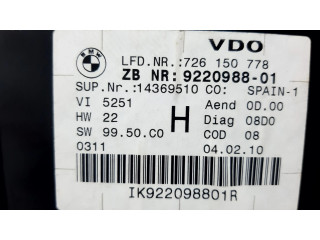 BMW
VDO
LFD.NR.:726 150 778
ZB NR:9220988-01
SUP.Nr.:14369510 CO: SPAIN-1
VI 5251 Aend 0D.00
HW 22 H Diag 08D0
SW 99.50.C0 COD 08
0311 04.02.10
IK922098801R